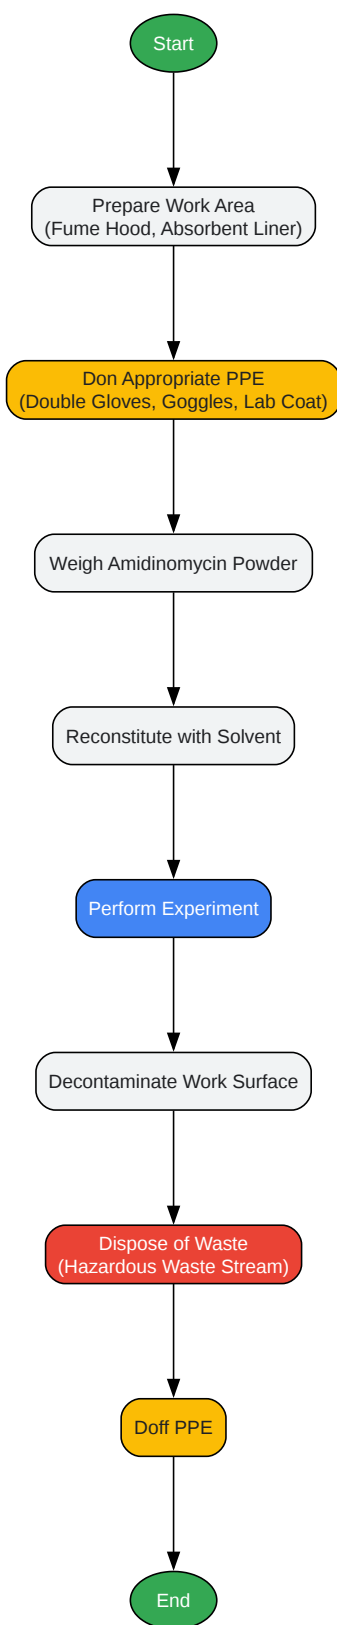 Start
Prepare Work Area
(Fume Hood, Absorbent Liner)
Don Appropriate PPE
(Double Gloves, Goggles, Lab Coat)
Weigh Amidinomycin Powder
Reconstitute with Solvent
Perform Experiment
Decontaminate Work Surface
Dispose of Waste
(Hazardous Waste Stream)
Doff PPE
End